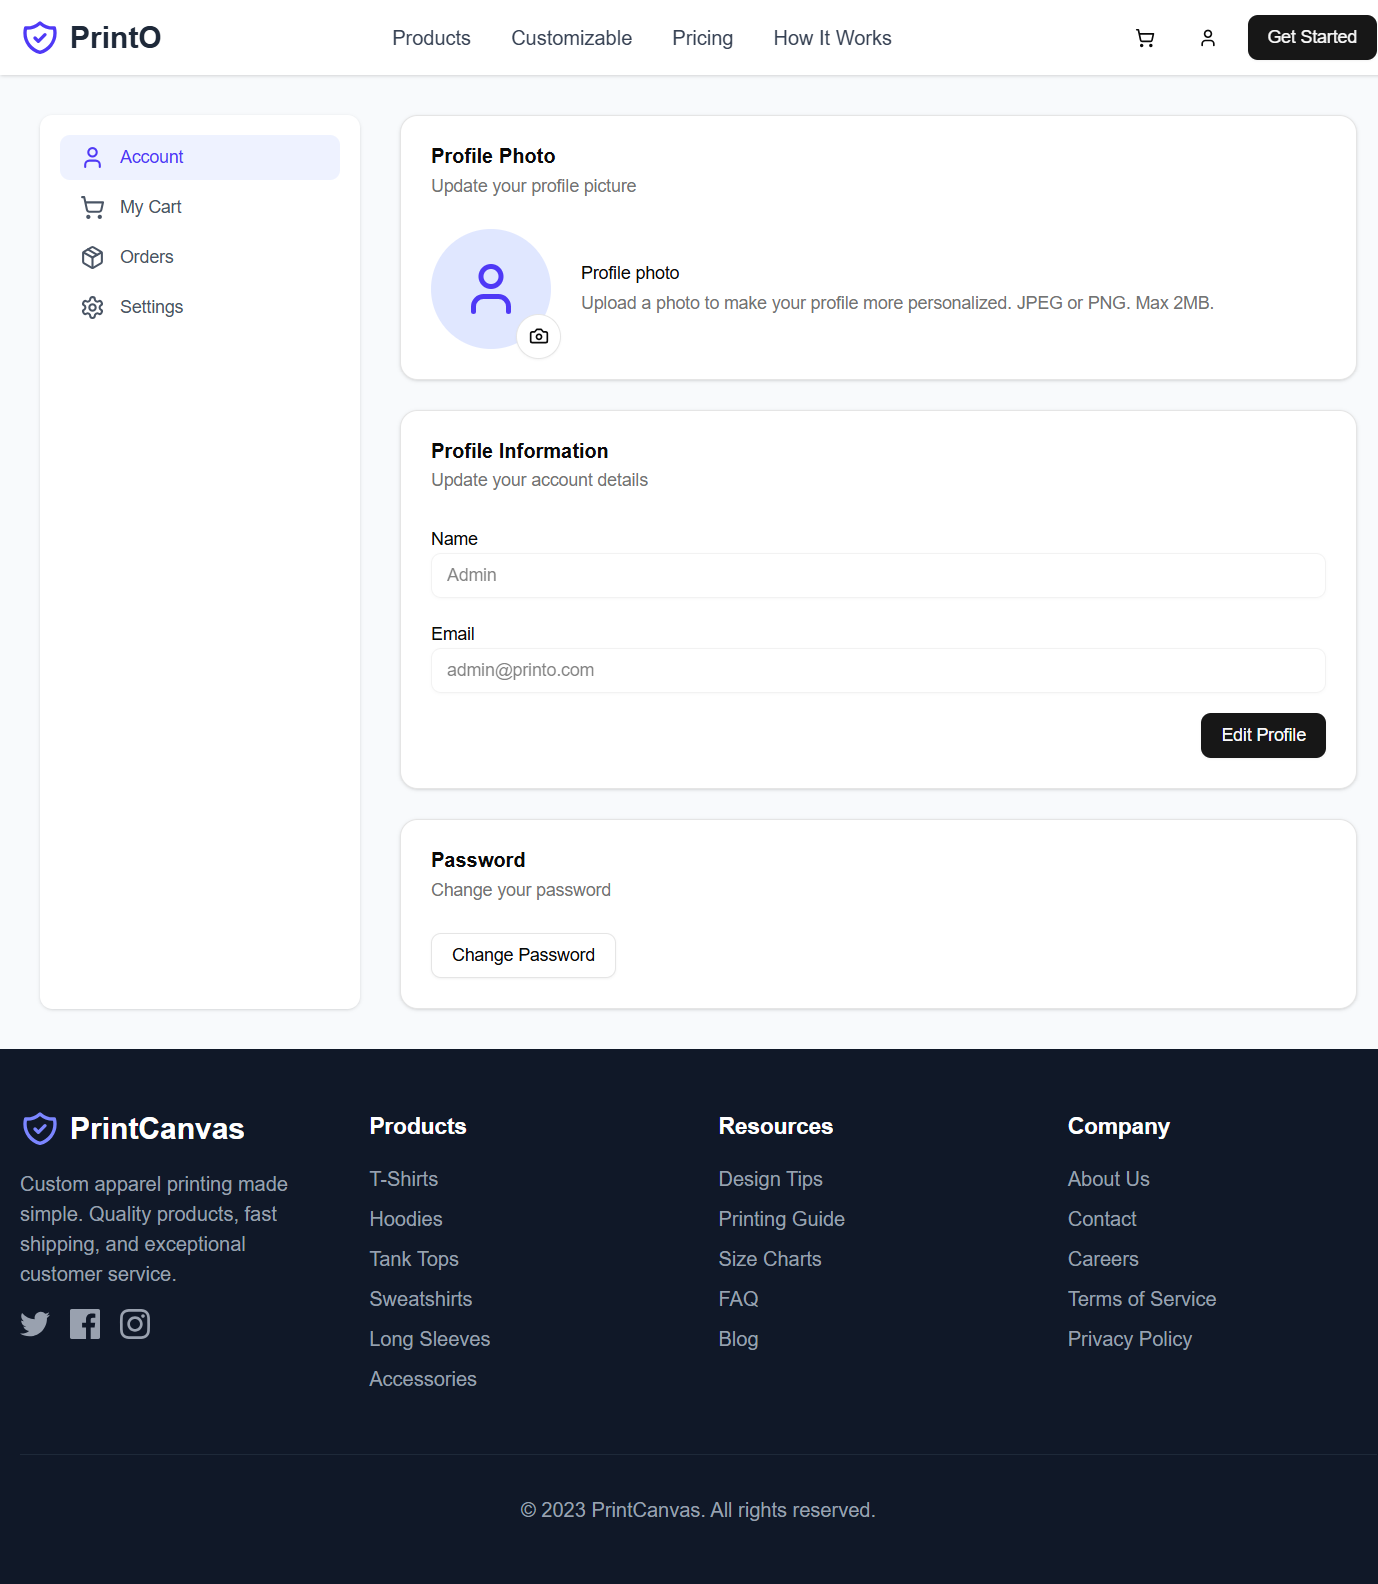 PrintO
Products
Customizable
Pricing
How It Works
Get Started
Account
My Cart
Orders
Settings
Profile Photo
Update your profile picture
Profile photo
Upload a photo to make your profile more personalized. JPEG or PNG. Max 2MB.
Profile Information
Update your account details
Name
Admin
Email
admin@printo.com
Edit Profile
Password
Change your password
Change Password
PrintCanvas
Custom apparel printing made
simple. Quality products, fast
shipping, and exceptional
customer service.
Products
T-Shirts
Hoodies
Tank Tops
Sweatshirts
Long Sleeves
Accessories
Resources
Design Tips
Printing Guide
Size Charts
FAQ
Blog
Company
About Us
Contact
Careers
Terms of Service
Privacy Policy
© 2023 PrintCanvas. All rights reserved.